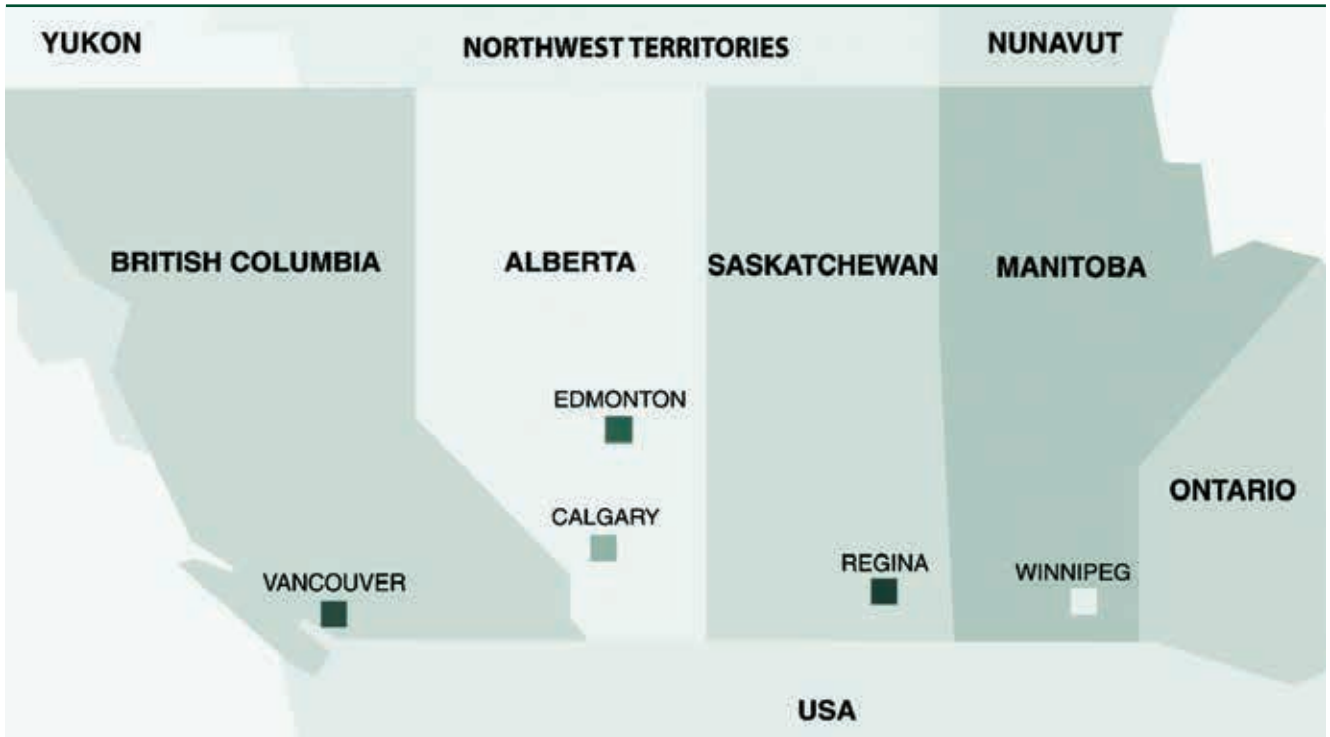 YUKON
NORTHWEST TERRITORIES
NUNAVUT
BRITISH COLUMBIA
ALBERTA
SASKATCHEWAN
MANITOBA
EDMONTON
ONTARIO
CALGARY
REGINA
WINNIPEG
VANCOUVER
USA